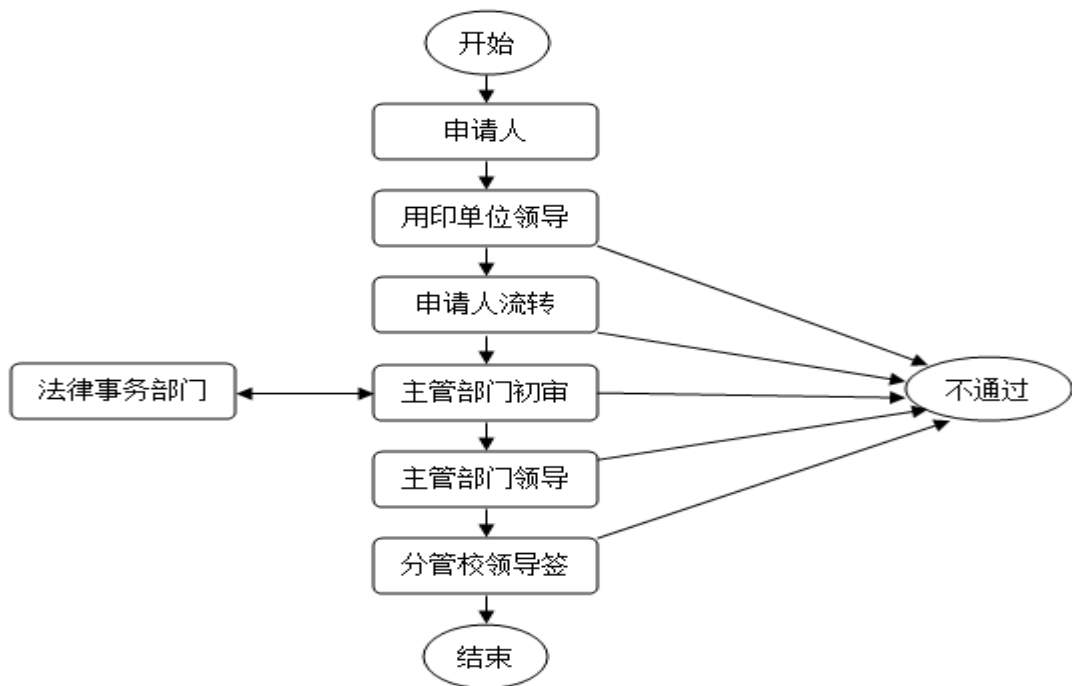 开始
申请人
用印单位领导
申请人流转
法律事务部门
主管部门初审
不通过
主管部门领导
分管校领导签
结束